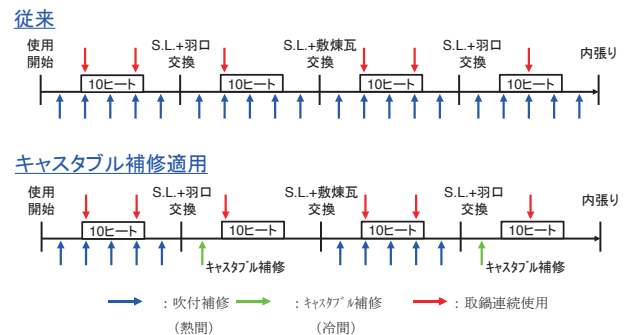 従来
使用 S.L.+羽口 S.L.+敷煉瓦 S.L.+羽口 内張り
開始 交換 交換 交換
10ヒート 10ヒート 10ヒート 10ヒート
キャスタブル補修適用
使用 S.L.+羽口 S.L.+敷煉瓦 S.L.+羽口 内張り
開始 交換 交換 交換
10ヒート 10ヒート 10ヒート 10ヒート
キャスタブル補修 キャスタブル補修
：吹付補修 ：ｷｬｽﾀﾌﾞﾙ補修 ：取鍋連続使用
（熱間） （冷間）